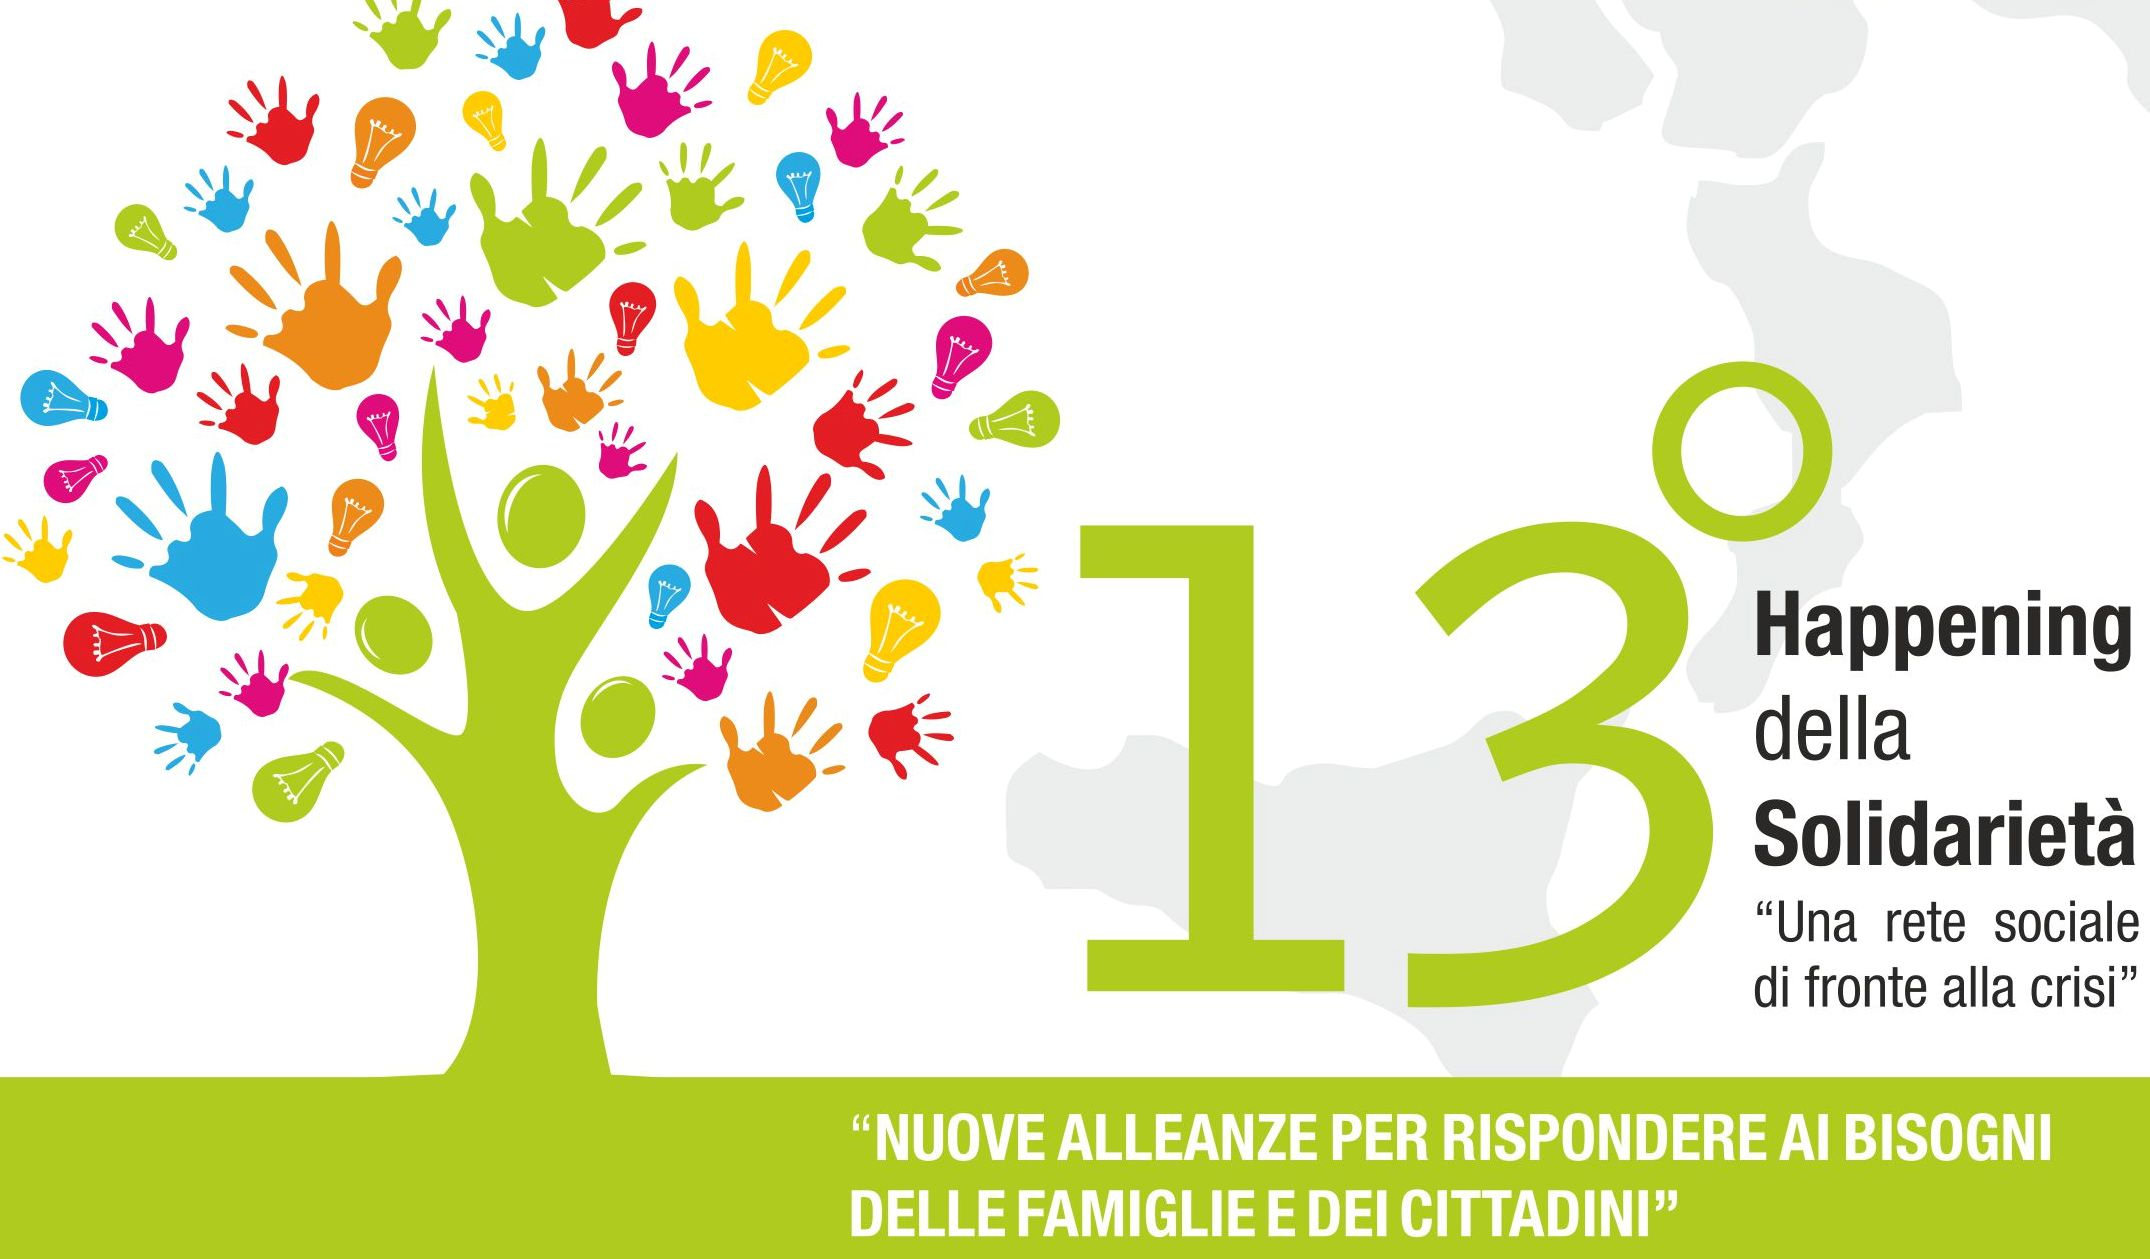 13°
Happening
della
Solidarietà
“Una rete sociale
di fronte alla crisi”
“NUOVE ALLEANZE PER RISPONDERE AI BISOGNI
DELLE FAMIGLIE E DEI CITTADINI”